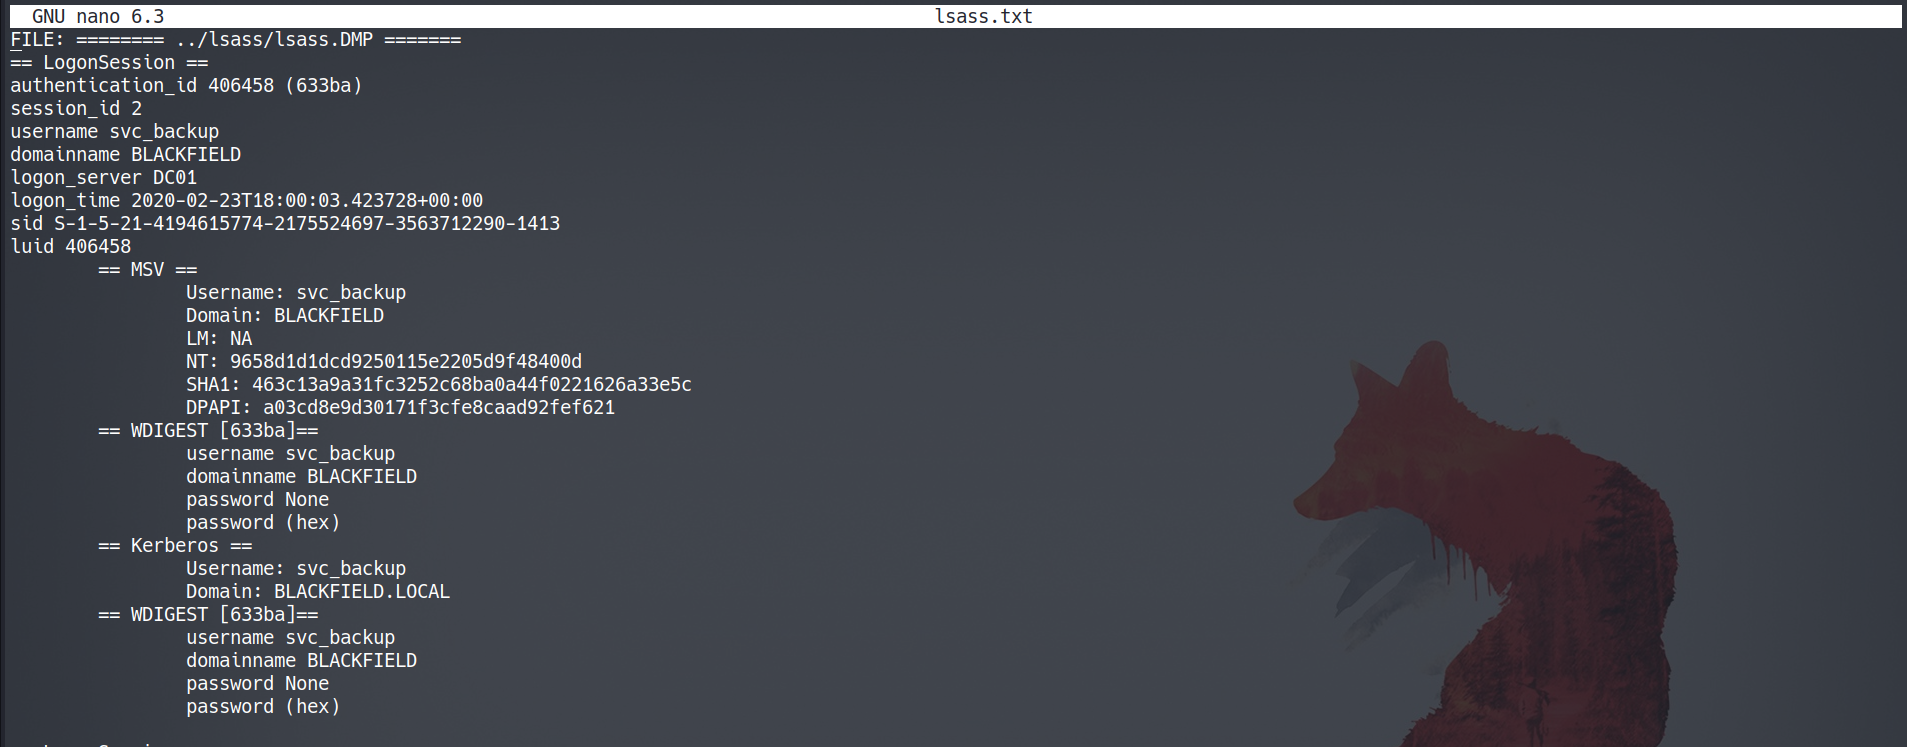 GNU nano 6.3 lsass.txt
FILE: ======== ../lsass/lsass.DMP =======
== LogonSession ==
authentication_id 406458 (633ba)
session_id 2
username svc_backup
domainname BLACKFIELD
logon_server DC01
logon_time 2020-02-23T18:00:03.423728+00:00
sid S-1-5-21-4194615774-2175524697-3563712290-1413
luid 406458
== MSV ==
Username: svc_backup
Domain: BLACKFIELD
LM: NA
NT: 9658d1d1dcd9250115e2205d9f48400d
SHA1: 463c13a9a31fc3252c68ba0a44f0221626a33e5c
DPAPI: a03cd8e9d30171f3cfe8caad92fef621
== WDIGEST [633ba]==
username svc_backup
domainname BLACKFIELD
password None
password (hex)
== Kerberos ==
Username: svc_backup
Domain: BLACKFIELD.LOCAL
== WDIGEST [633ba]==
username svc_backup
domainname BLACKFIELD
password None
password (hex)